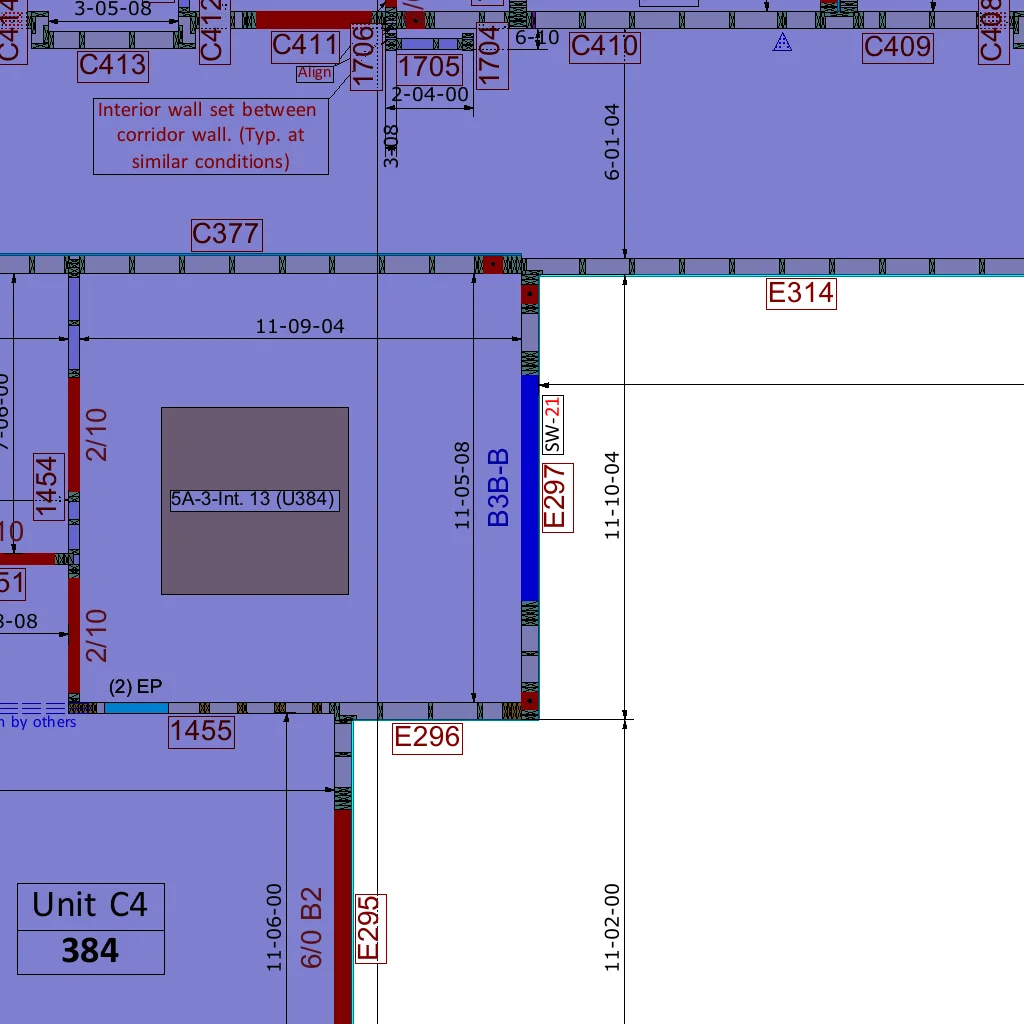 3-05-08
C412
C413
C411
1706
1705
1704
6-10
C410
C409
C408
Align
2-04-00
3-08
6-01-04
Interior wall set between
corridor wall. (Typ. at
similar conditions)
C377
E314
11-09-04
2/10
1454
5A-3-Int. 13 (U384)
11-05-08
B3B-B
SW-21
E297
11-10-04
10
51
3-08
2/10
(2) EP
n by others
1455
E296
Unit C4
384
11-06-00
6/0 B2
E295
11-02-00